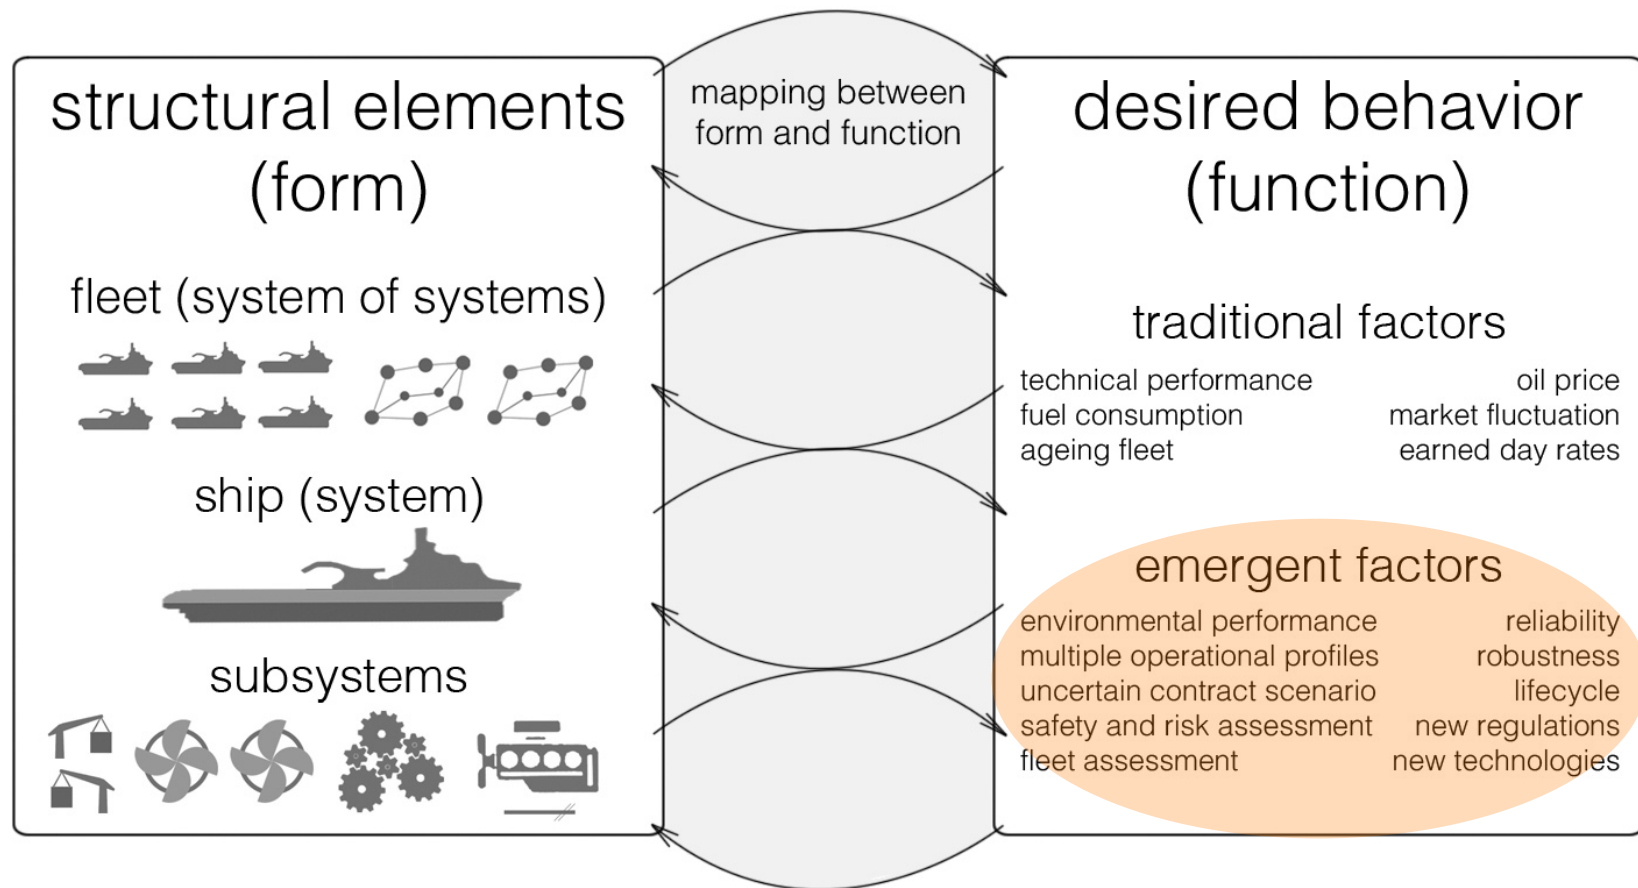 structural elements
(form)
fleet (system of systems)
ship (system)
subsystems
mapping between
form and function
desired behavior
(function)
traditional factors
technical performance
oil price
fuel consumption
market fluctuation
ageing fleet
earned day rates
emergent factors
environmental performance
reliability
multiple operational profiles
robustness
uncertain contract scenario
lifecycle
safety and risk assessment
new regulations
fleet assessment
new technologies